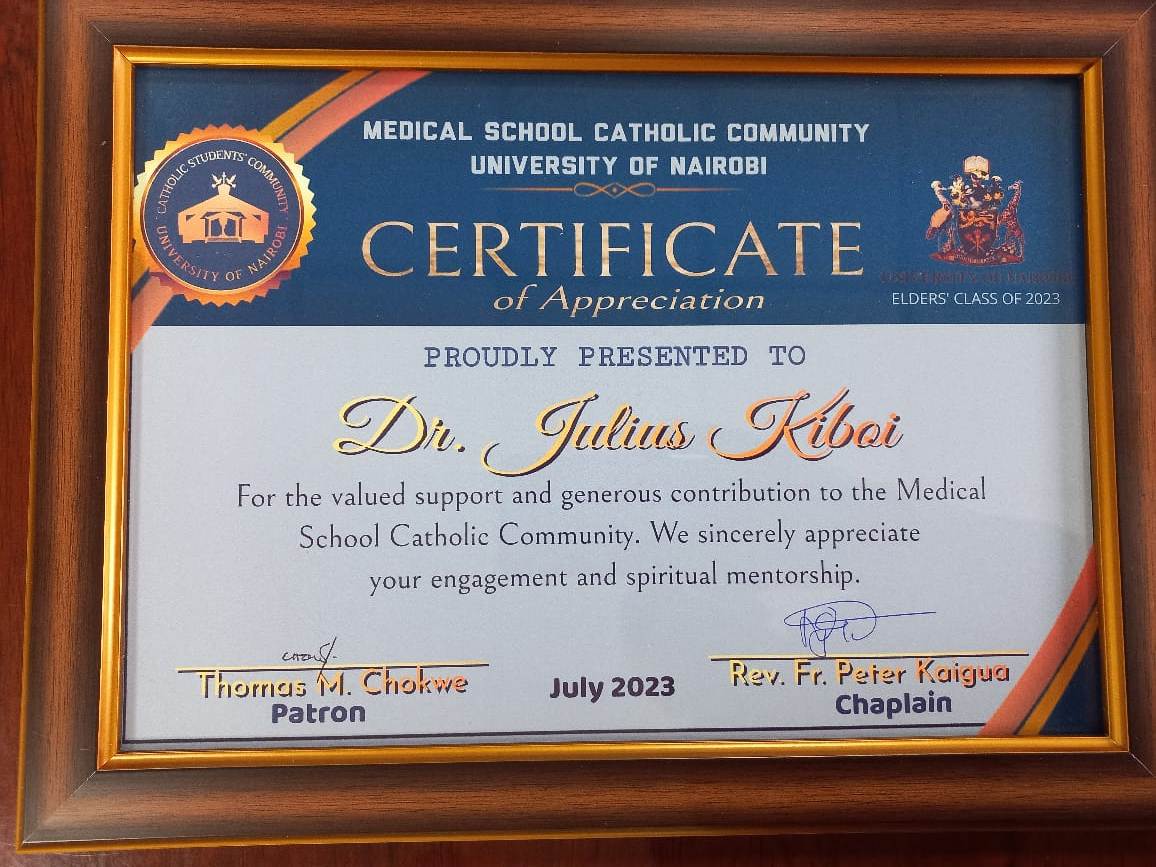 MEDICAL SCHOOL CATHOLIC COMMUNITY
UNIVERSITY OF NAIROBI
CATHOLIC STUDENTS' COMMUNITY
UNIVERSITY OF NAIROBI
CERTIFICATE
of Appreciation
UNIVERSITY OF NAIROBI
ELDERS' CLASS OF 2023
PROUDLY PRESENTED TO
Dr. Julius Kiboi
For the valued support and generous contribution to the Medical
School Catholic Community. We sincerely appreciate
your engagement and spiritual mentorship.
Thomas M. Chokwe
Patron
July 2023
Rev. Fr. Peter Kaigua
Chaplain